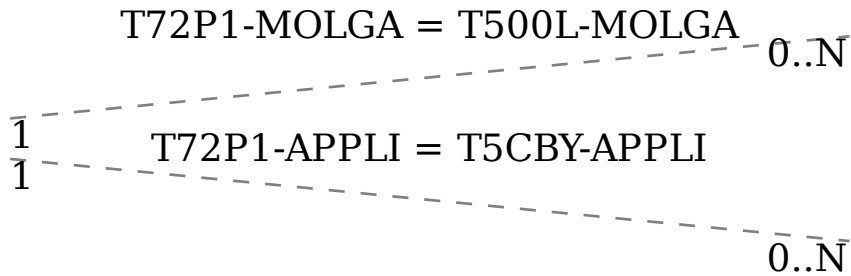 T72P1-MOLGA = T500L-MOLGA
0..N
1
T72P1-APPLI = T5CBY-APPLI
1
0..N